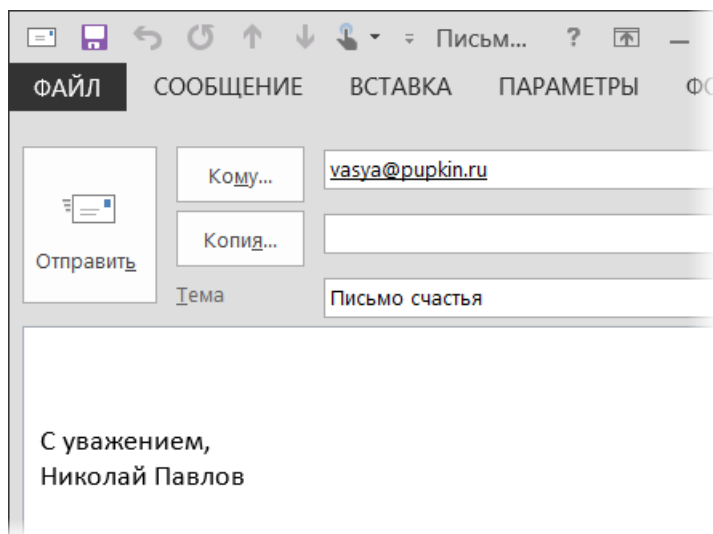 Письм... ?
ФАЙЛ СООБЩЕНИЕ ВСТАВКА ПАРАМЕТРЫ
Кому... vasya@pupkin.ru
Копия...
Отправить
Тема Письмо счастья
С уважением,
Николай Павлов